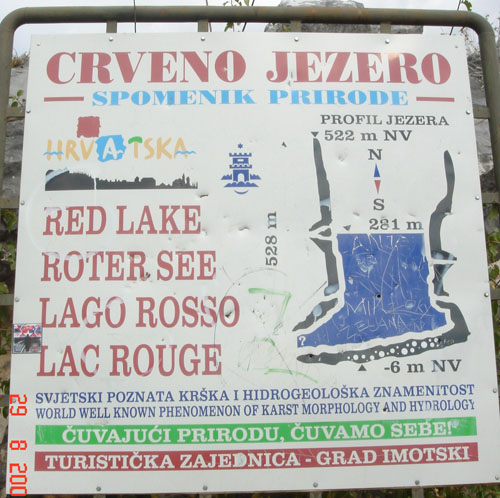 CRVENO JEZERO
SPOMENIK PRIRODE
HRVATSKA
PROFIL JEZERA
522 m NV
N
S
281 m
528 m
?
-6 m NV
RED LAKE
ROTER SEE
LAGO ROSSO
LAC ROUGE
SVJETSKI POZNATA KRŠKA I HIDROGEOLOŠKA ZNAMENITOST
WORLD WELL KNOWN PHENOMENON OF KARST MORPHOLOGY AND HYDROLOGY
ČUVAJUĆI PRIRODU, ČUVAMO SEBE!
TURISTIČKA ZAJEDNICA - GRAD IMOTSKI
29 8 200